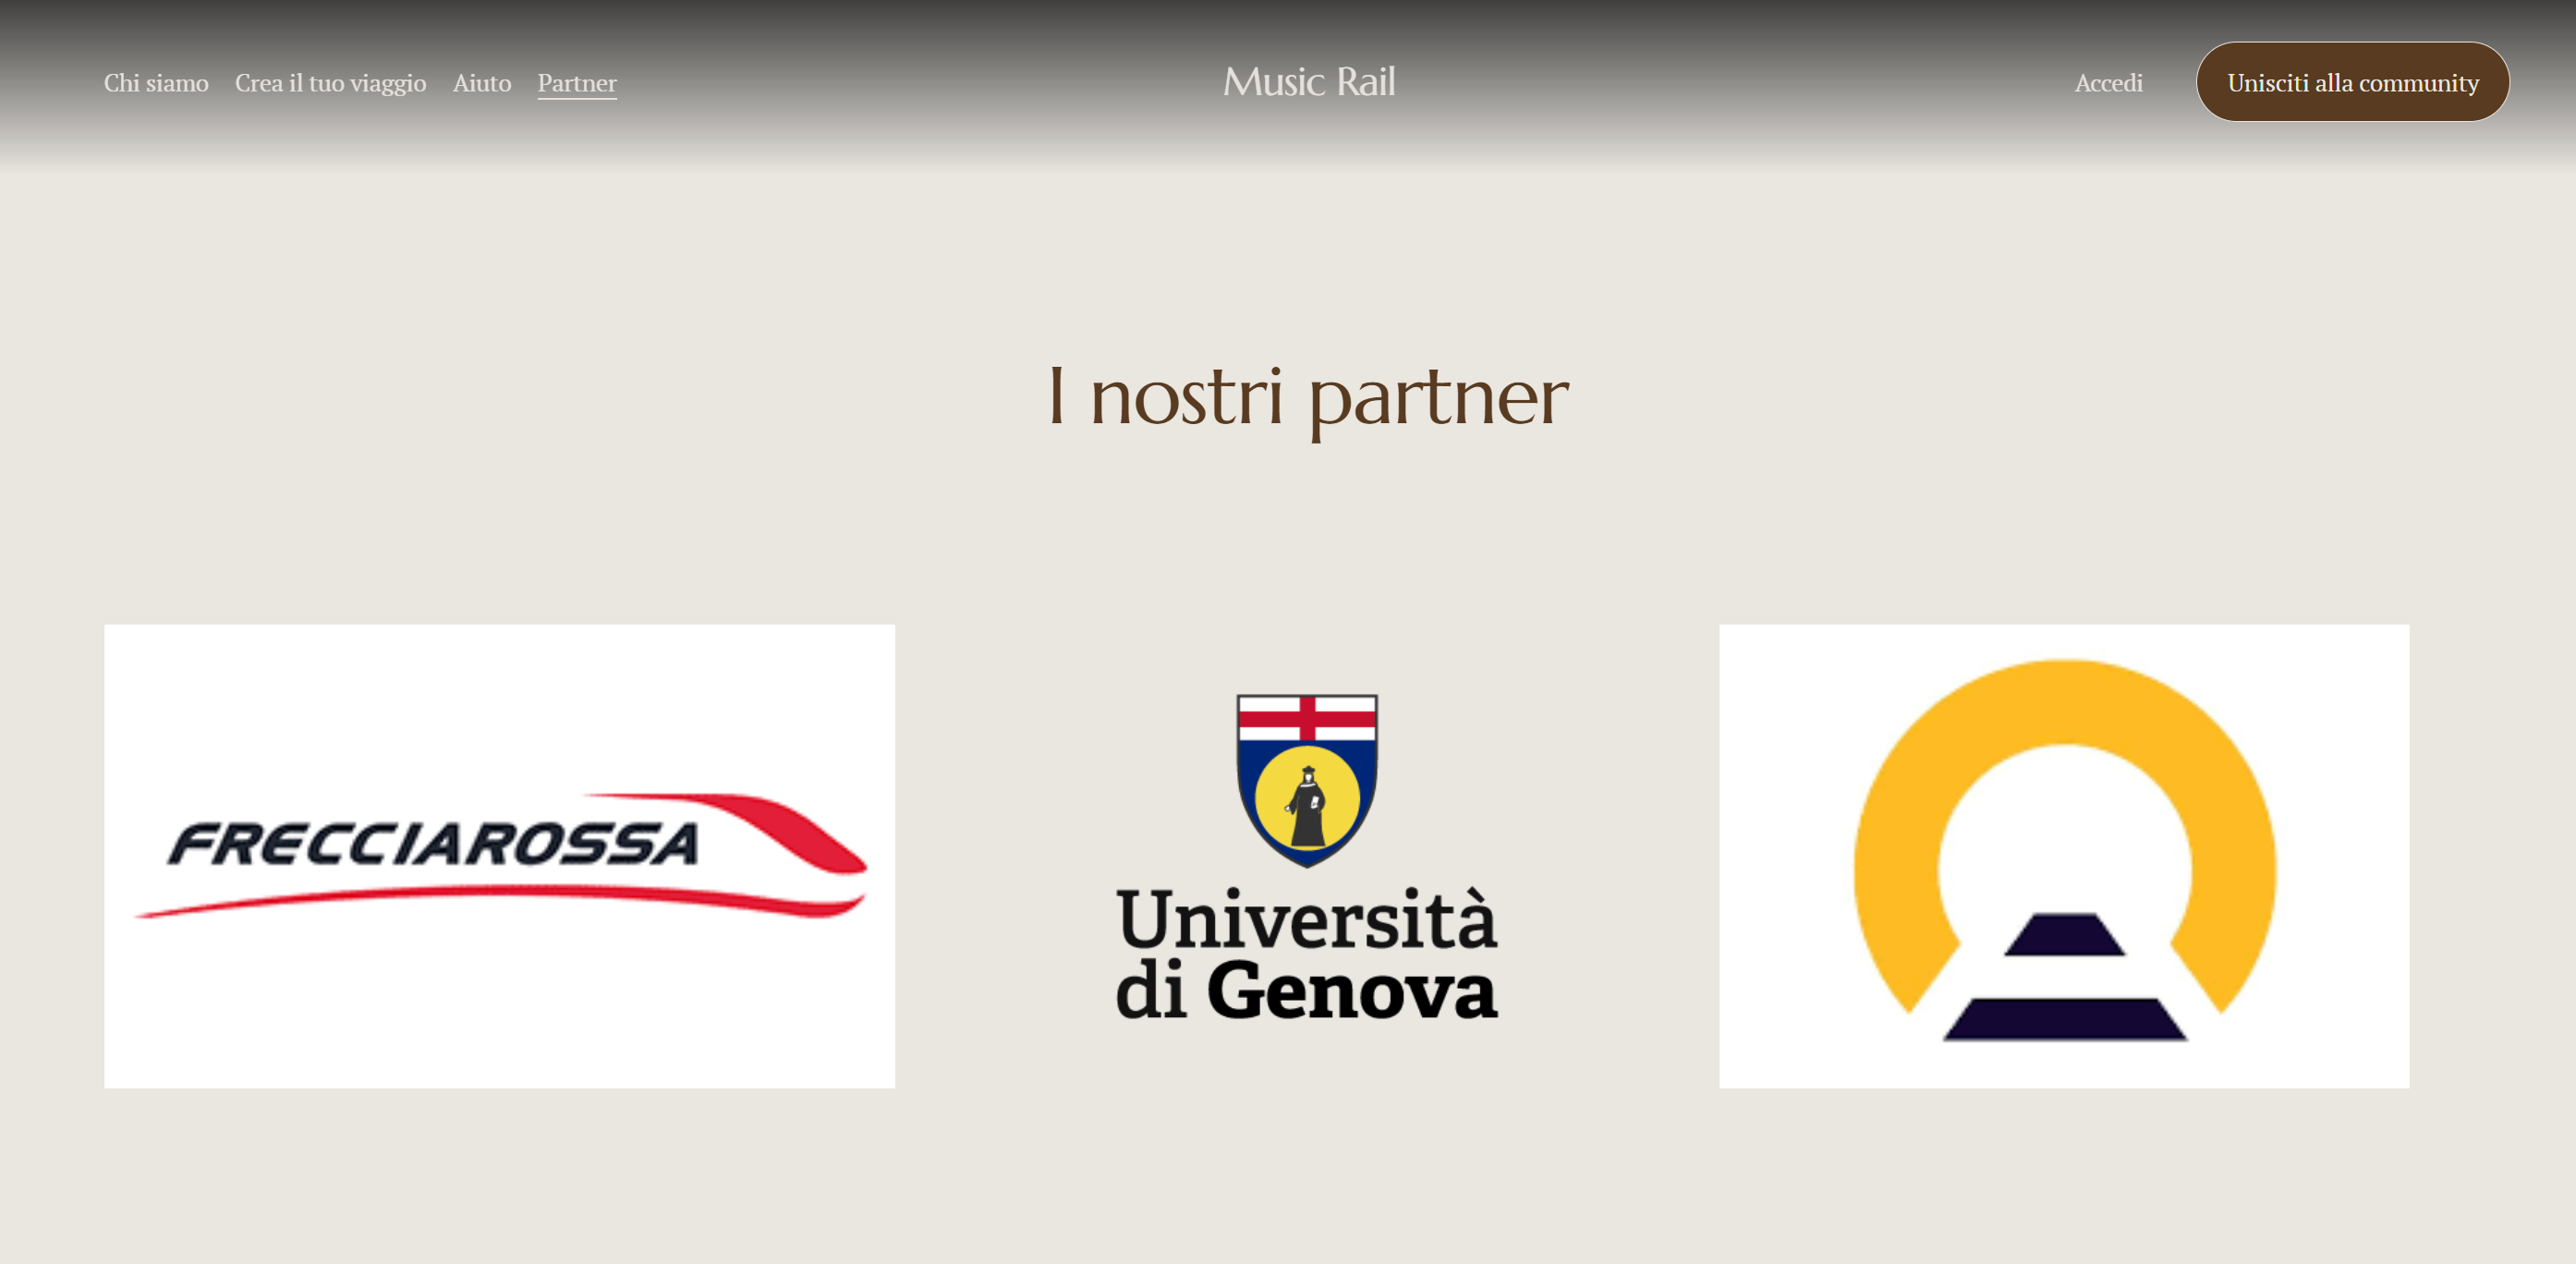 Chi siamo Crea il tuo viaggio Aiuto Partner Music Rail Accedi Unisciti alla community
I nostri partner
FRECCIAROSSA
Università
di Genova